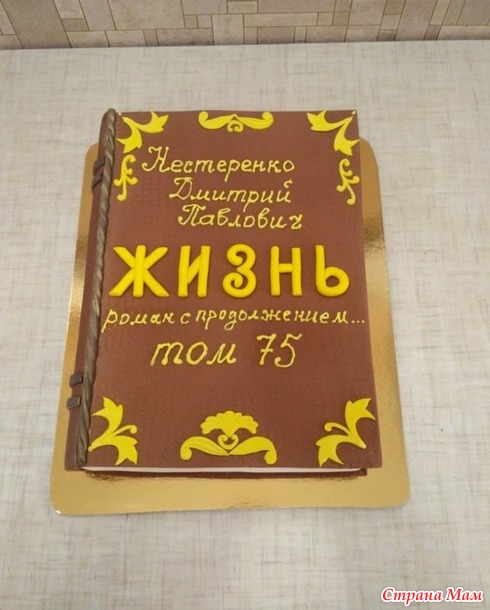 Нестеренко
Дмитрий
Павлович
ЖИЗНЬ
роман с продолжением...
том 75
Страна Мам